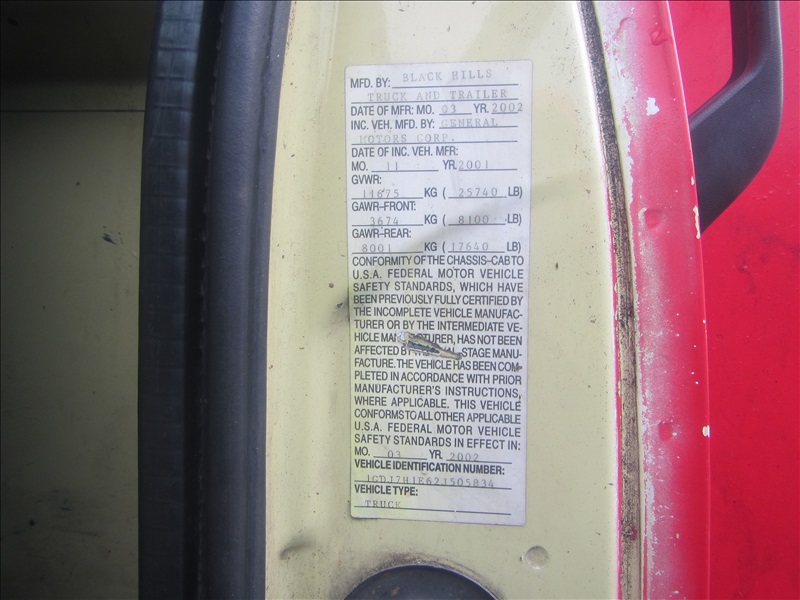 MFD. BY: BLACK HILLS
TRUCK AND TRAILER
DATE OF MFR: MO. 03 YR. 2002
INC. VEH. MFD. BY: GENERAL
MOTORS CORP.
DATE OF INC. VEH. MFR:
MO. 11 YR. 2001
GVWR:
11675 KG ( 25740 LB)
GAWR–FRONT:
3674 KG ( 8100 LB)
GAWR–REAR:
8001 KG ( 17640 LB)
CONFORMITY OF THE CHASSIS–CAB TO
U.S.A. FEDERAL MOTOR VEHICLE
SAFETY STANDARDS, WHICH HAVE
BEEN PREVIOUSLY FULLY CERTIFIED BY
THE INCOMPLETE VEHICLE MANUFAC-
TURER OR BY THE INTERMEDIATE VE-
HICLE MANUFACTURER, HAS NOT BEEN
AFFECTED BY STAGE MANU-
FACTURE. THE VEHICLE HAS BEEN COM-
PLETED IN ACCORDANCE WITH PRIOR
MANUFACTURER'S INSTRUCTIONS,
WHERE APPLICABLE. THIS VEHICLE
CONFORMS TO ALL OTHER APPLICABLE
U.S.A. FEDERAL MOTOR VEHICLE
SAFETY STANDARDS IN EFFECT IN:
MO. 03 YR. 2002
VEHICLE IDENTIFICATION NUMBER:
1GDJ7H1E62J505834
VEHICLE TYPE:
TRUCK